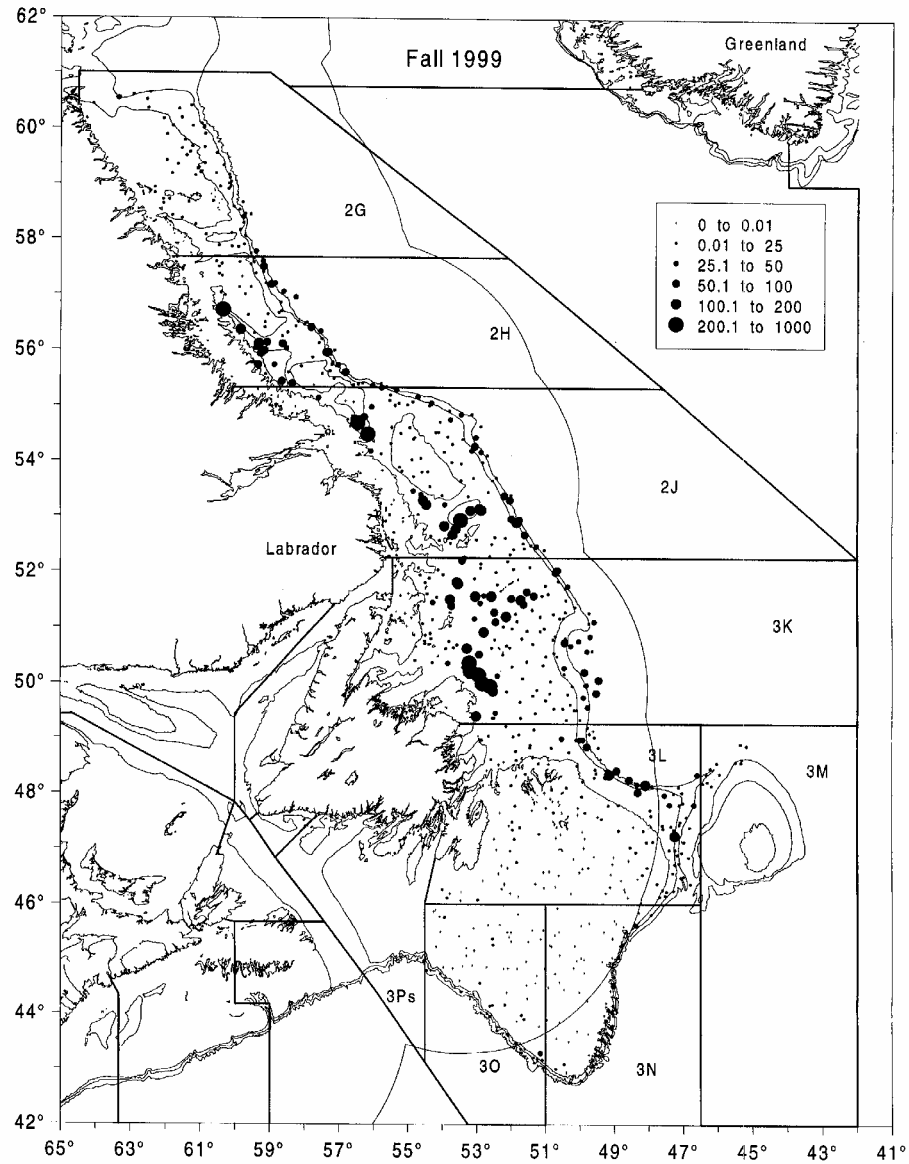 62°
Fall 1999
Greenland
60°
2G
0 to 0.01
0.01 to 25
25.1 to 50
50.1 to 100
100.1 to 200
200.1 to 1000
58°
2H
56°
54°
2J
Labrador
52°
3K
50°
3L
3M
48°
46°
44°
3Ps
3O
3N
42°
65° 63° 61° 59° 57° 55° 53° 51° 49° 47° 45° 43° 41°